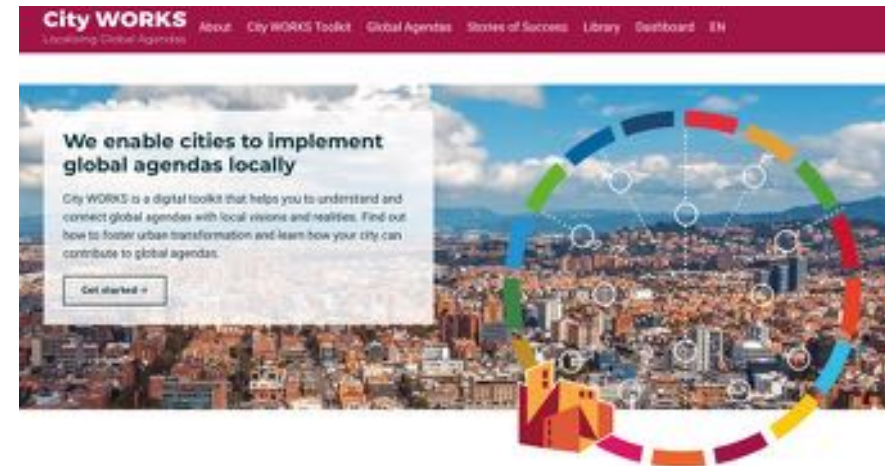 City WORKS
Localising Global Agendas
About City WORKS Toolkit Global Agendas Stories of Success Library Dashboard EN
We enable cities to implement
global agendas locally
City WORKS is a digital toolkit that helps you to understand and
connect global agendas with local visions and realities. Find out
how to foster urban transformation and learn how your city can
contribute to global agendas.
Get started →